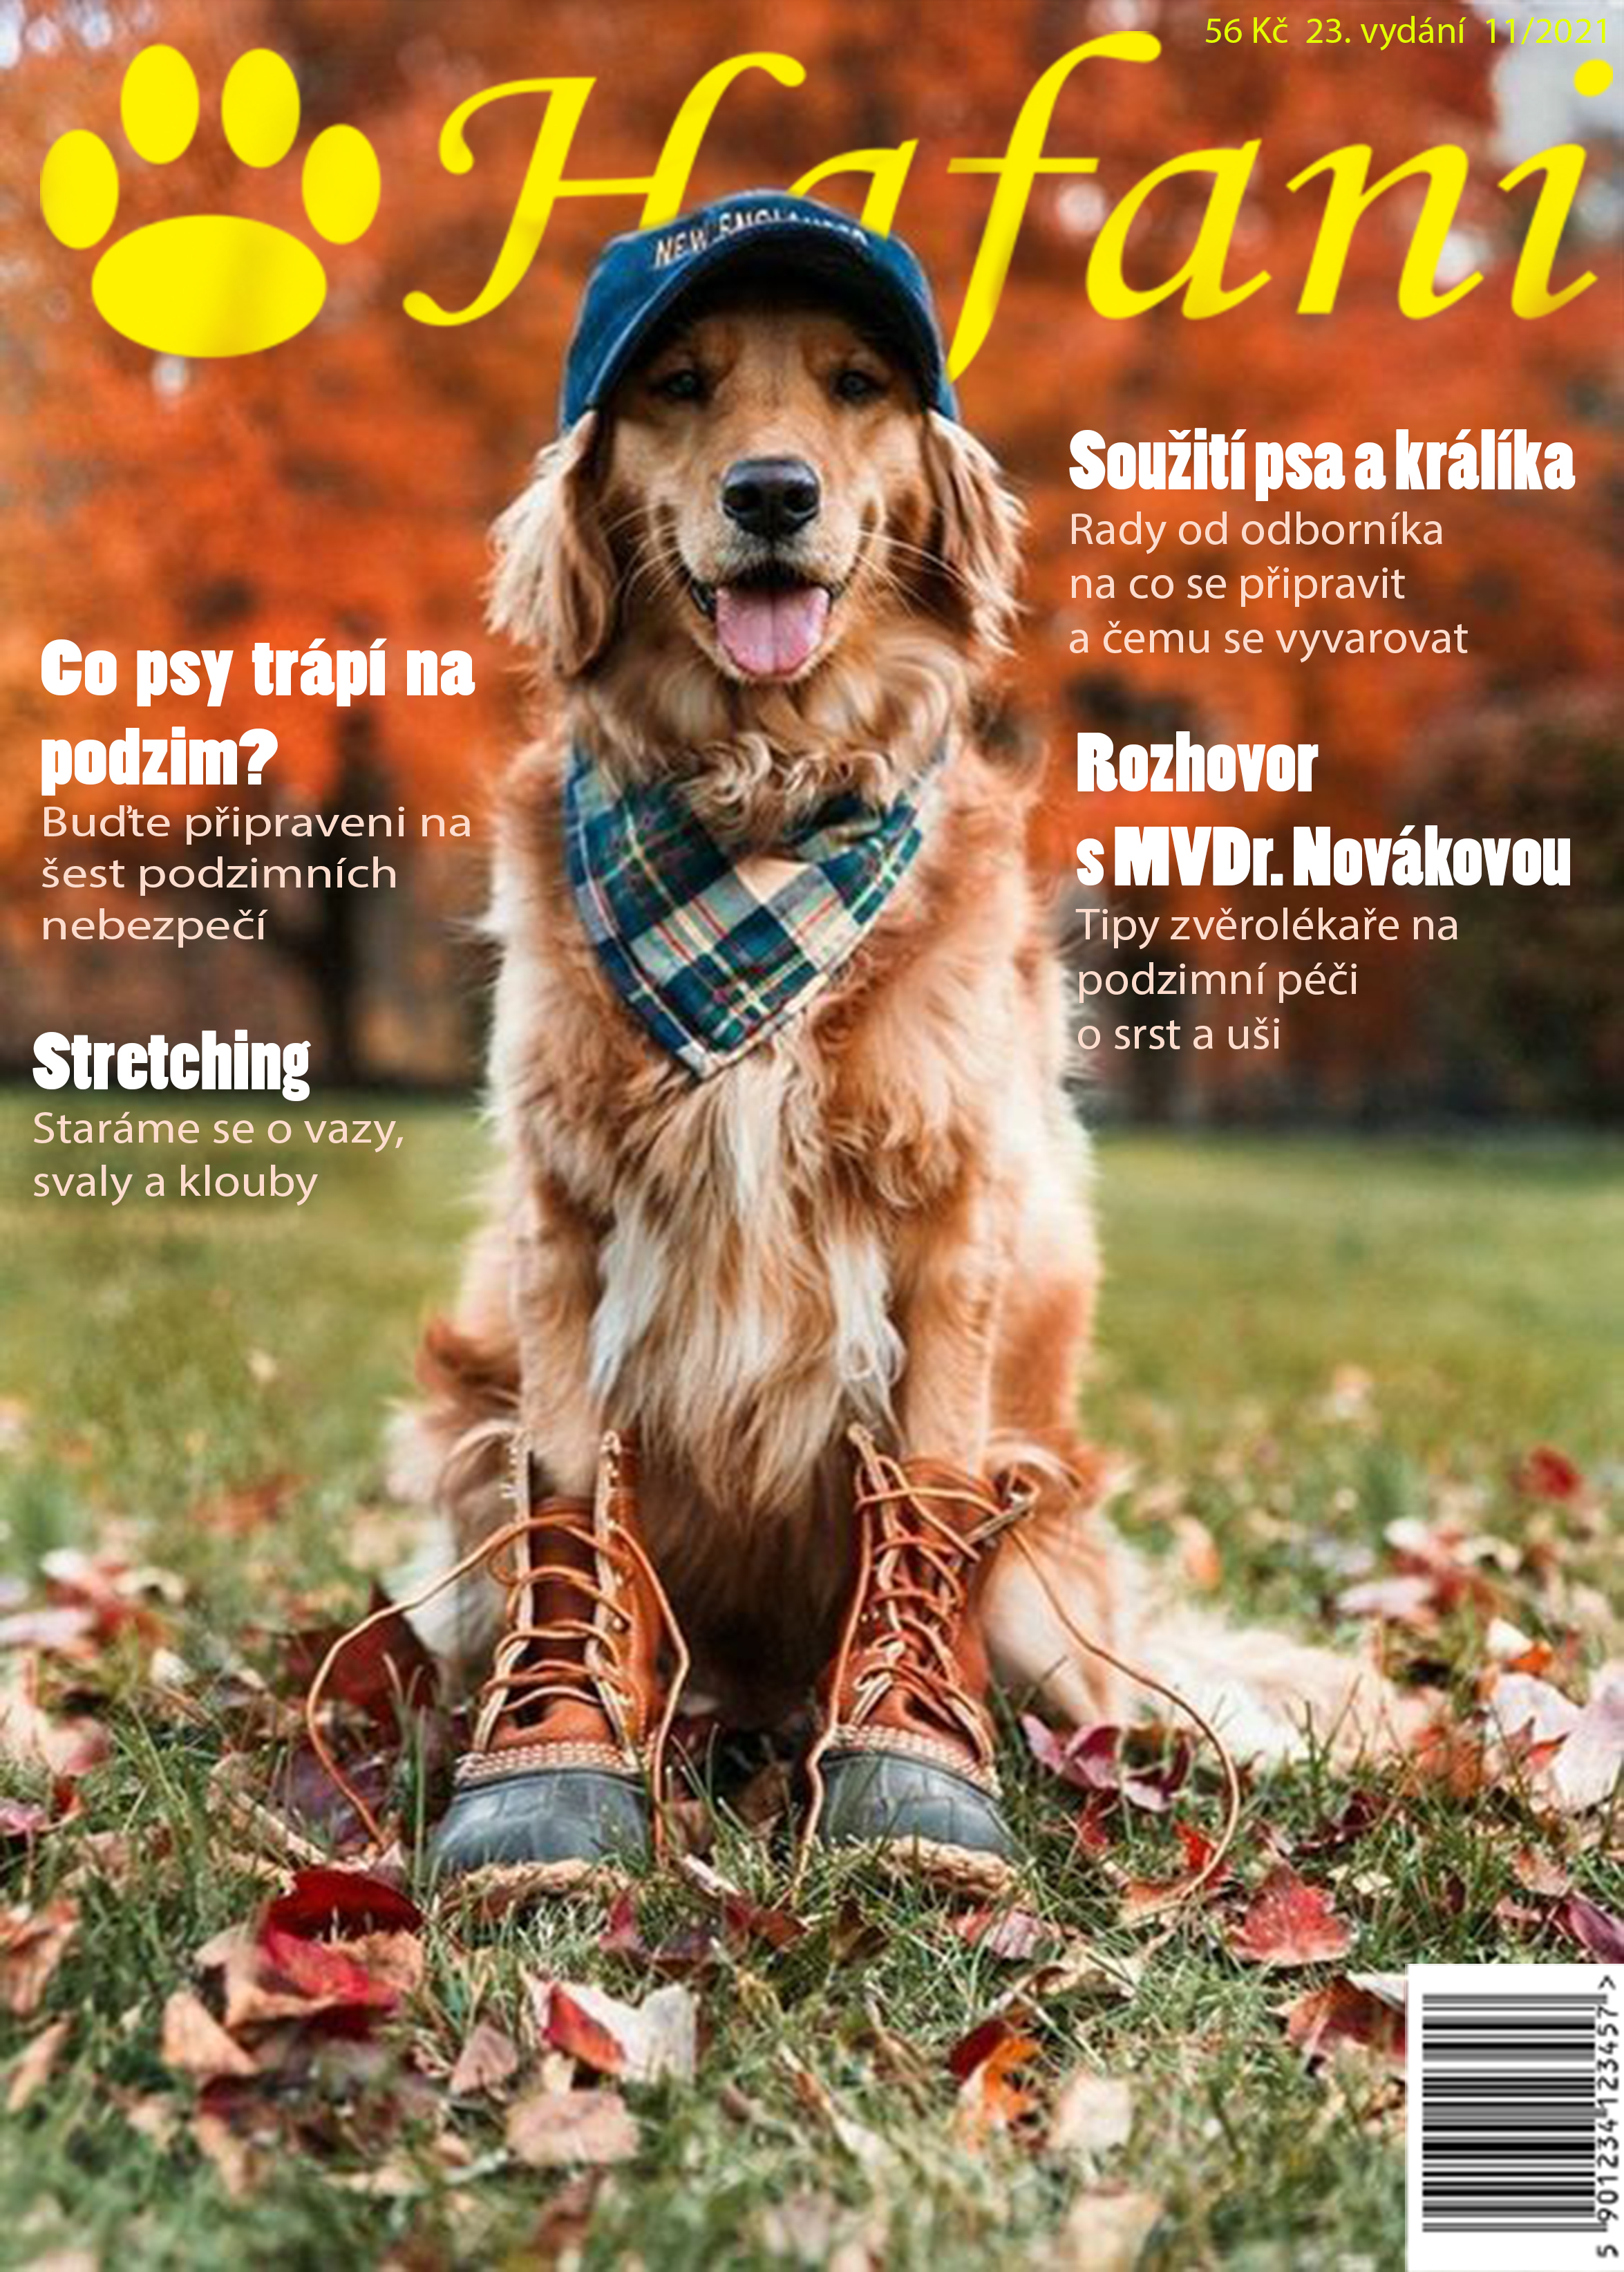 56 Kč 23. vydání 11/2021
Hafani
NEW
Soužití psa a králíka
Rady od odborníka
na co se připravit
a čemu se vyvarovat
Co psy trápí na
podzim?
Buďte připraveni na
šest podzimních
nebezpečí
Rozhovor
s MVDr. Novákovou
Tipy zvěrolékaře na
podzimní péči
o srst a uši
Stretching
Staráme se o vazy,
svaly a klouby
5 901234 123457 >